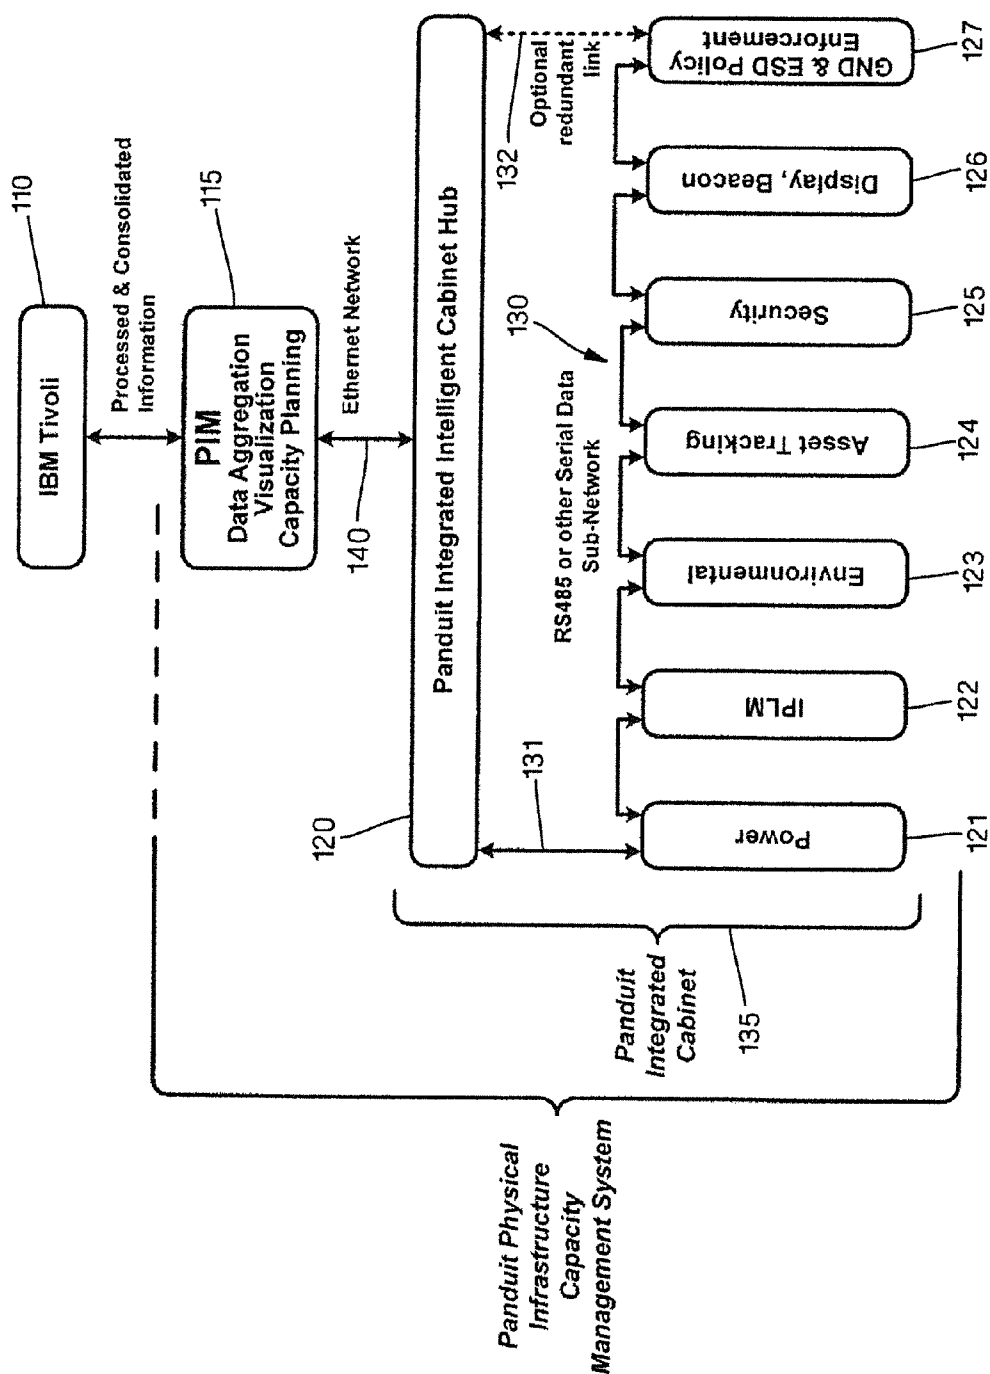 110
IBM Tivoli
Processed & Consolidated
Information
115
PIM
Data Aggregation
Visualization
Capacity Planning
Ethernet Network
140
120
Panduit Integrated Intelligent Cabinet Hub
131
RS485 or other Serial Data
Sub-Network
130
132
Optional
redundant
link
Power
IPLM
Environmental
Asset Tracking
Security
Display, Beacon
GND & ESD Policy
Enforcement
121
122
123
124
125
126
127
Panduit
Integrated
Cabinet
135
Panduit Physical
Infrastructure
Capacity
Management System